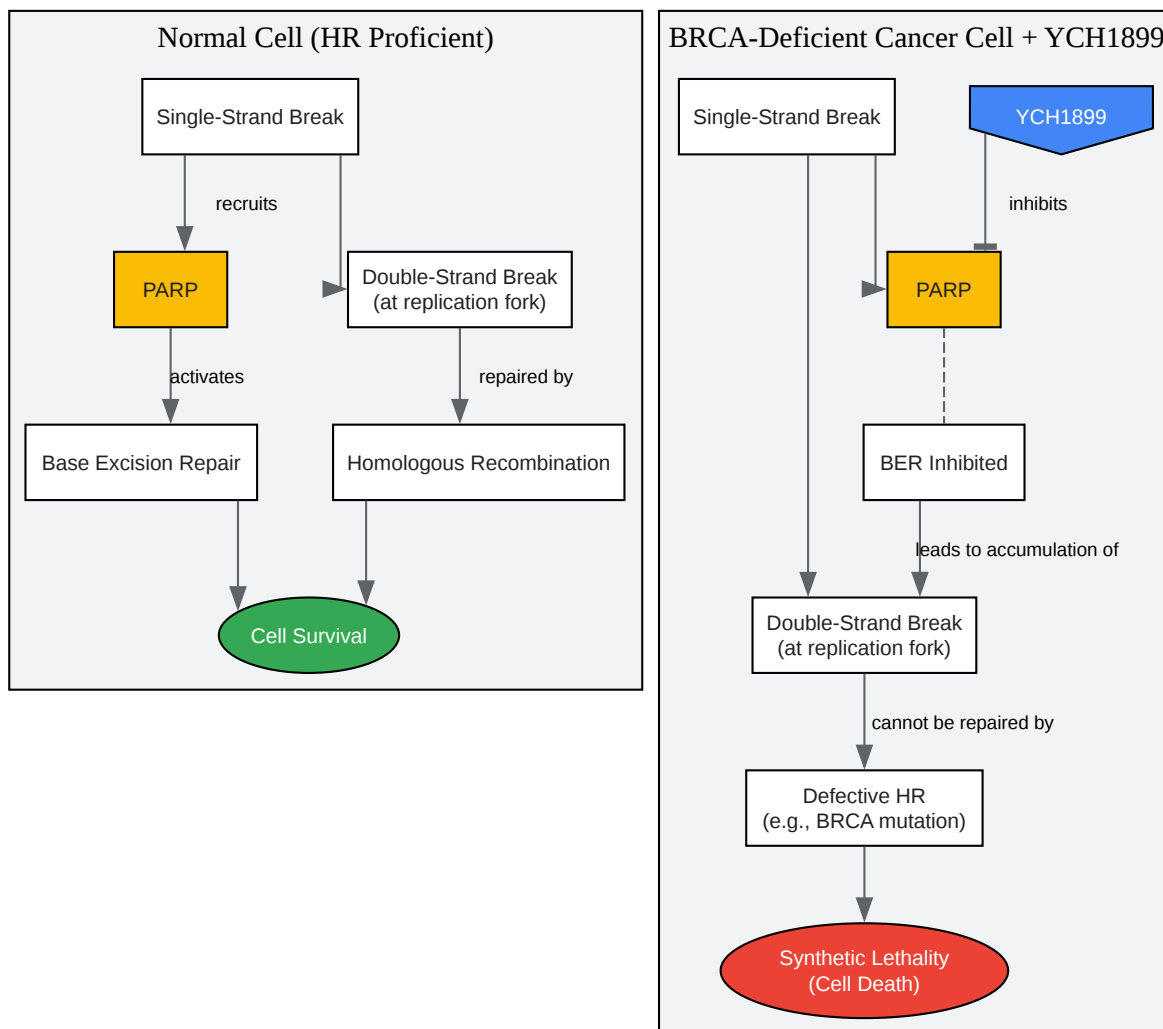 Normal Cell (HR Proficient)
Single-Strand Break
recruits
PARP
Double-Strand Break
(at replication fork)
activates
repaired by
Base Excision Repair
Homologous Recombination
Cell Survival
BRCA-Deficient Cancer Cell + YCH1899
Single-Strand Break
YCH1899
inhibits
PARP
BER Inhibited
leads to accumulation of
Double-Strand Break
(at replication fork)
cannot be repaired by
Defective HR
(e.g., BRCA mutation)
Synthetic Lethality
(Cell Death)